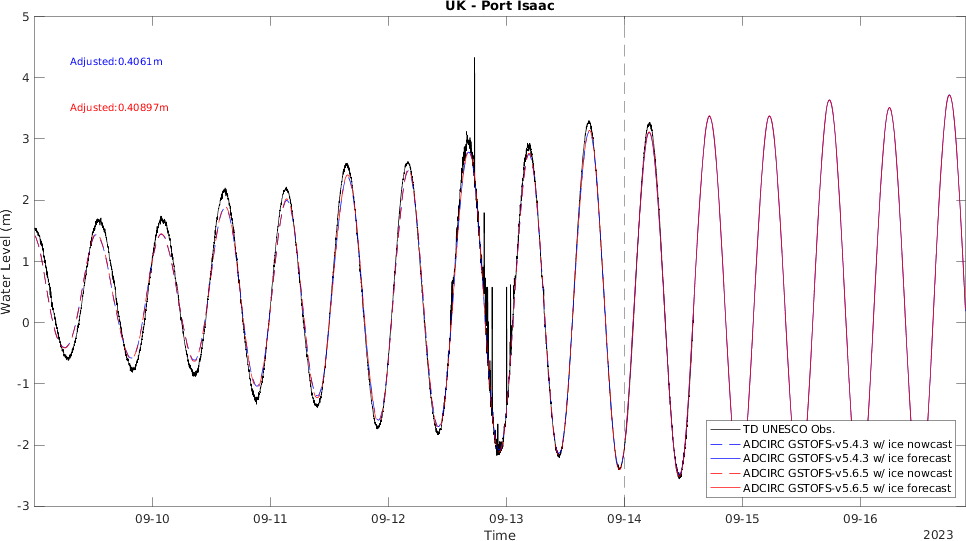 UK - Port Isaac
5
Adjusted:0.4061m
4
Adjusted:0.40897m
3
2
1
0
-1
-2
-3
Water Level (m)
TD UNESCO Obs.
ADCIRC GSTOFS-v5.4.3 w/ ice nowcast
ADCIRC GSTOFS-v5.4.3 w/ ice forecast
ADCIRC GSTOFS-v5.6.5 w/ ice nowcast
ADCIRC GSTOFS-v5.6.5 w/ ice forecast
09-10 09-11 09-12 09-13 09-14 09-15 09-16
Time
2023